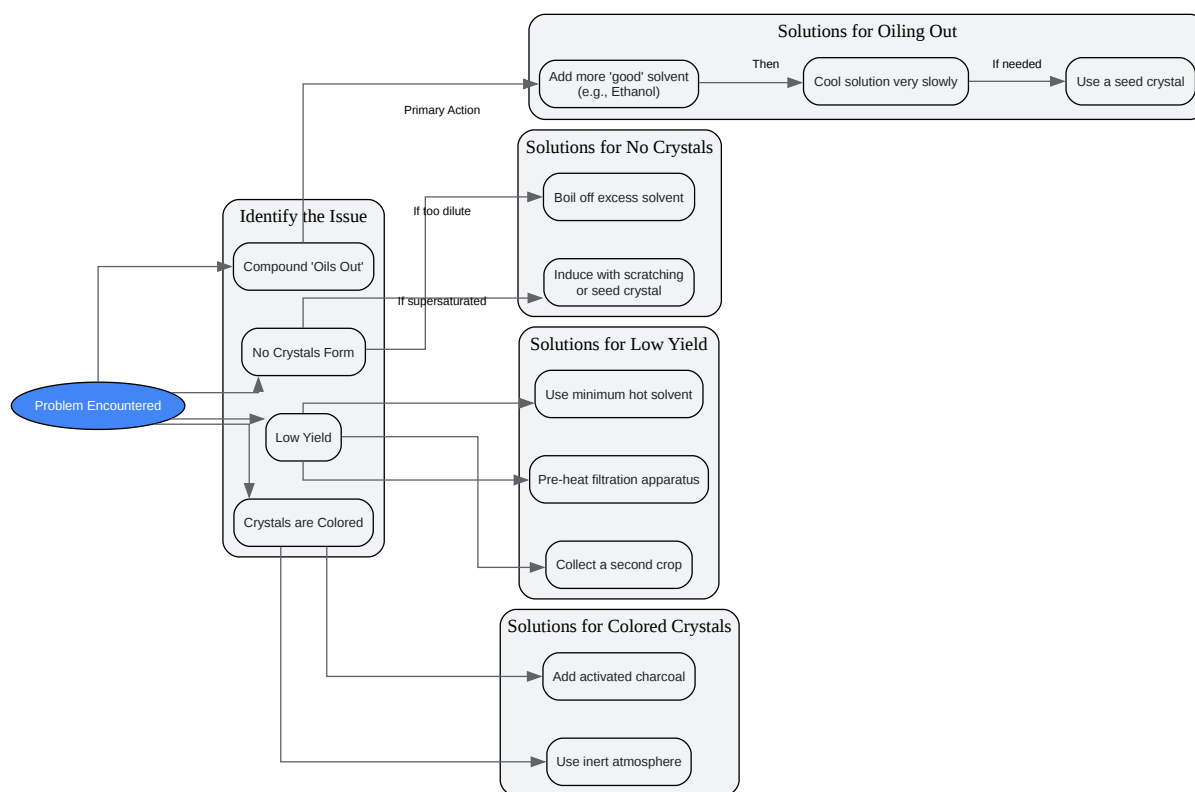 Solutions for Oiling Out
Add more 'good' solvent
(e.g., Ethanol)
Then
Cool solution very slowly
If needed
Use a seed crystal
Primary Action
Solutions for No Crystals
Boil off excess solvent
If too dilute
Induce with scratching
or seed crystal
If supersaturated
Identify the Issue
Compound 'Oils Out'
No Crystals Form
Problem Encountered
Low Yield
Crystals are Colored
Solutions for Low Yield
Use minimum hot solvent
Pre-heat filtration apparatus
Collect a second crop
Solutions for Colored Crystals
Add activated charcoal
Use inert atmosphere